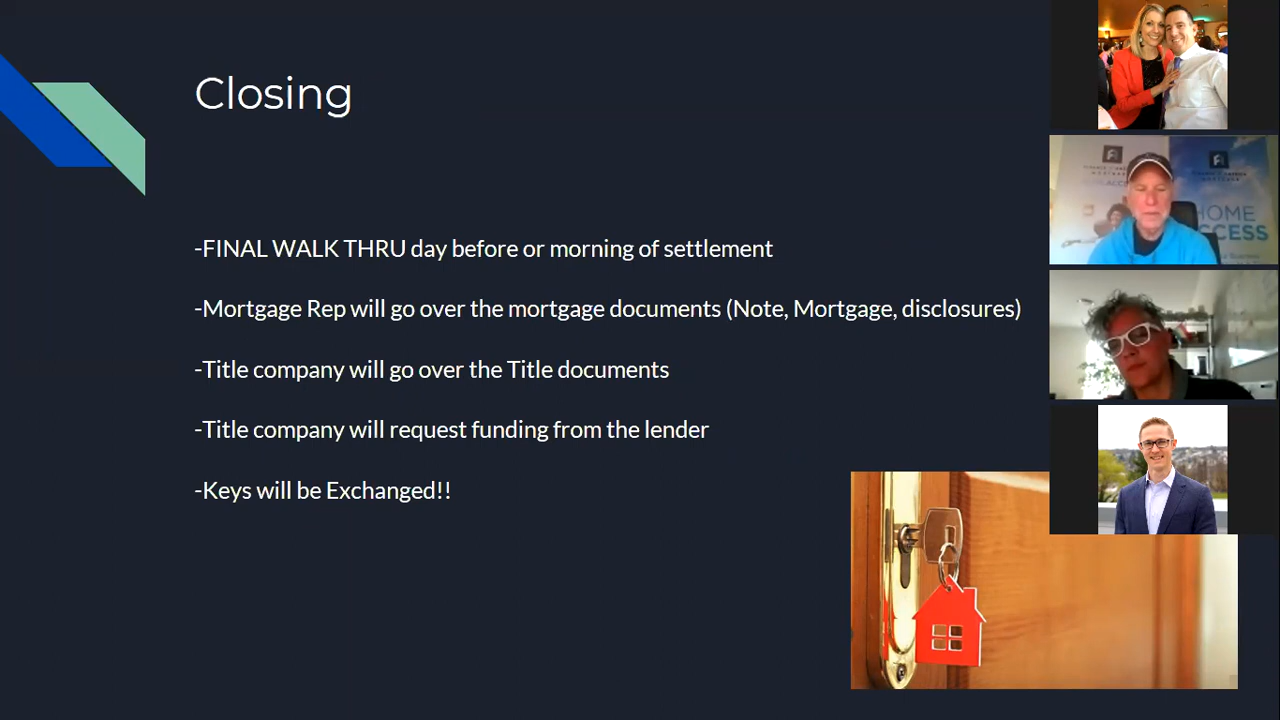 Closing
-FINAL WALK THRU day before or morning of settlement
-Mortgage Rep will go over the mortgage documents (Note, Mortgage, disclosures)
-Title company will go over the Title documents
-Title company will request funding from the lender
-Keys will be Exchanged!!
HOME